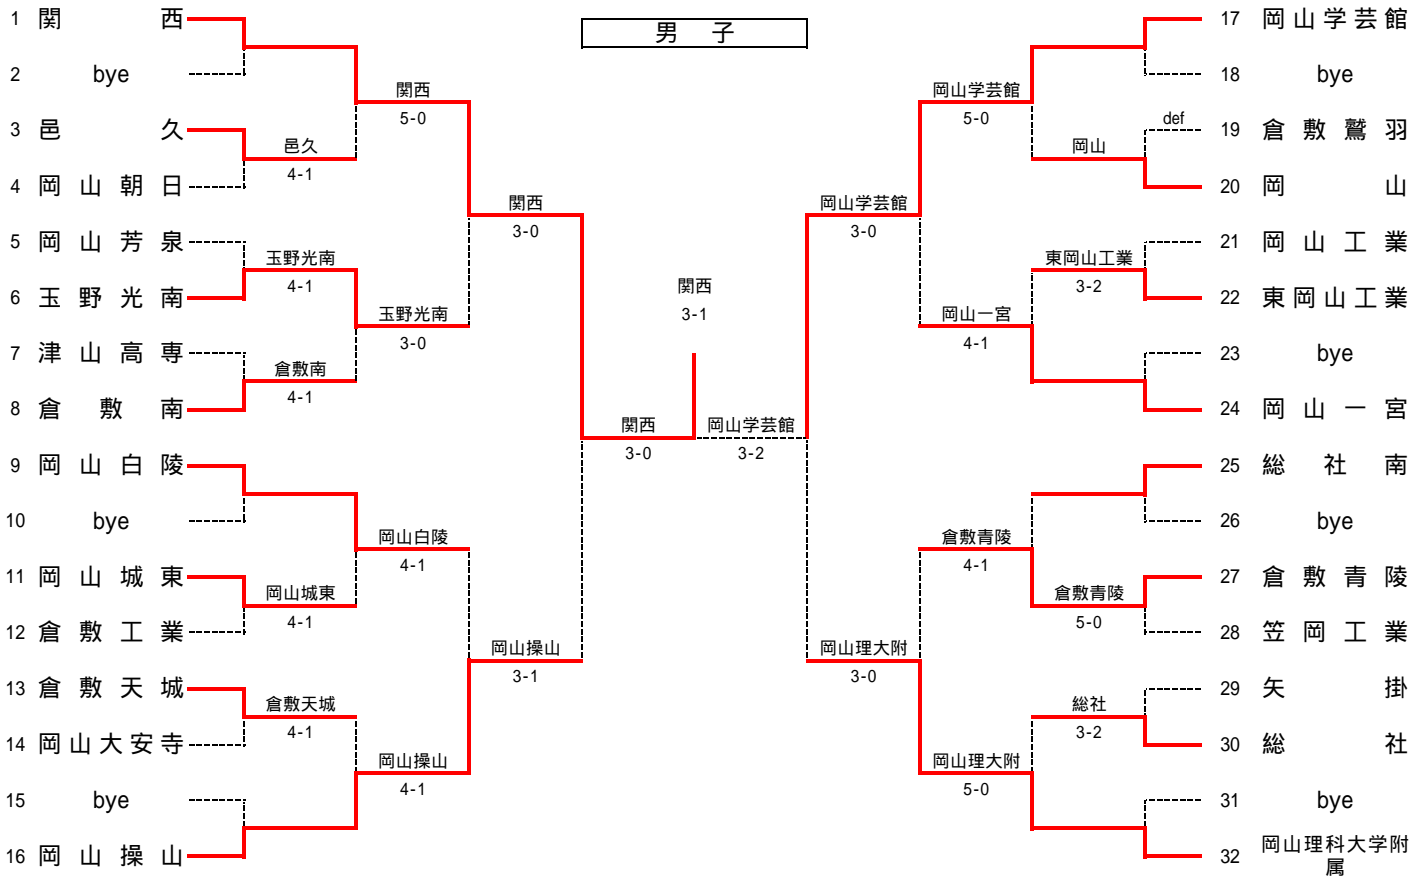 男 子
1 関 西
2 bye
3 邑 久
4 岡 山 朝 日
5 岡 山 芳 泉
6 玉 野 光 南
7 津 山 高 専
8 倉 敷 南
9 岡 山 白 陵
10 bye
11 岡 山 城 東
12 倉 敷 工 業
13 倉 敷 天 城
14 岡 山 大 安 寺
15 bye
16 岡 山 操 山
邑久
4-1
玉野光南
4-1
倉敷南
4-1
岡山城東
4-1
倉敷天城
4-1
関西
5-0
玉野光南
3-0
岡山白陵
4-1
岡山操山
4-1
関西
3-0
岡山操山
3-1
関西
3-0
関西
3-1
岡山学芸館
3-2
岡山学芸館
3-0
岡山理大附
3-0
岡山学芸館
5-0
岡山一宮
4-1
倉敷青陵
4-1
岡山理大附
5-0
def
岡山
東岡山工業
3-2
倉敷青陵
5-0
総社
3-2
17 岡山学芸館
18 bye
19 倉 敷 鷲 羽
20 岡 山
21 岡 山 工 業
22 東岡山工業
23 bye
24 岡 山 一 宮
25 総 社 南
26 bye
27 倉 敷 青 陵
28 笠 岡 工 業
29 矢 掛
30 総 社
31 bye
32 岡山理科大学附
属